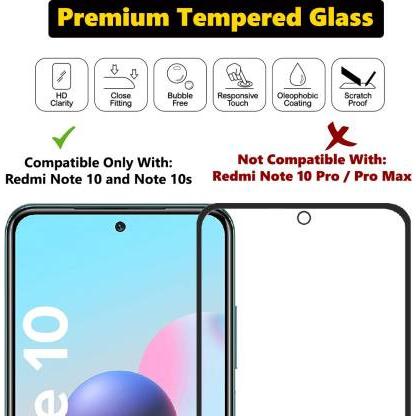 Premium Tempered Glass
HD
Clarity
Close
Fitting
Bubble
Free
Responsive
Touch
Oleophobic
Coating
Scratch
Proof
Compatible Only With:
Redmi Note 10 and Note 10s
Not Compatible With:
Redmi Note 10 Pro / Pro Max
e 10